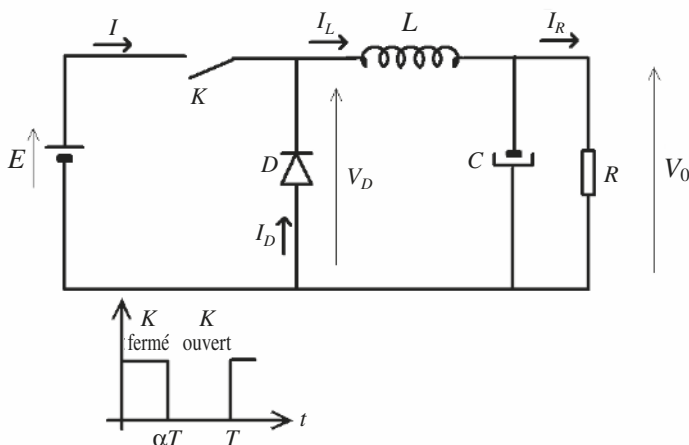 I
I_L
L
I_R
K
E
D
V_D
C
R
V_0
I_D
K K
fermé ouvert
t
αT T